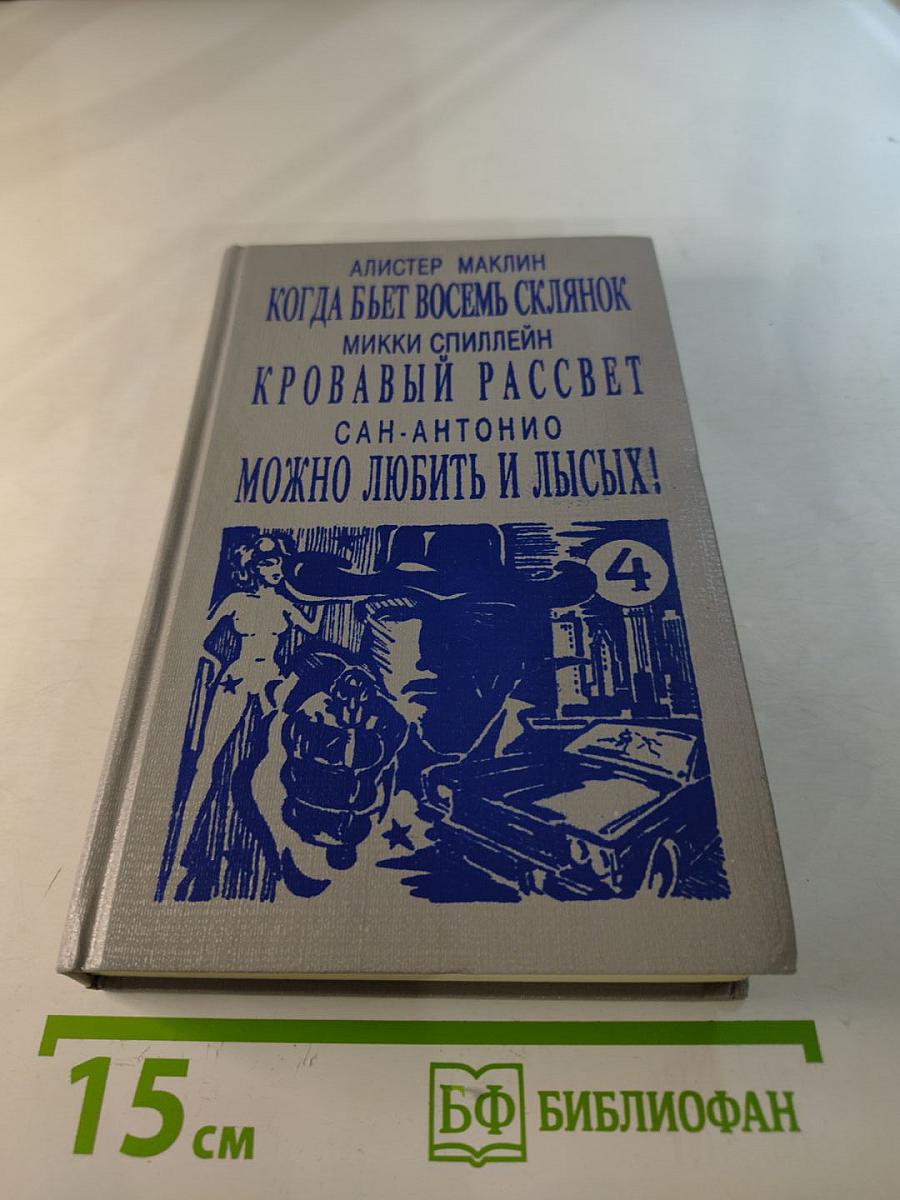 АЛИСТЕР МАКЛИН
КОГДА БЬЕТ ВОСЕМЬ СКЛЯНОК
МИККИ СПИЛЛЕЙН
КРОВАВЫЙ РАССВЕТ
САН-АНТОНИО
МОЖНО ЛЮБИТЬ И ЛЫСЫХ!
4
15 см
БФ БИБЛИОФАН